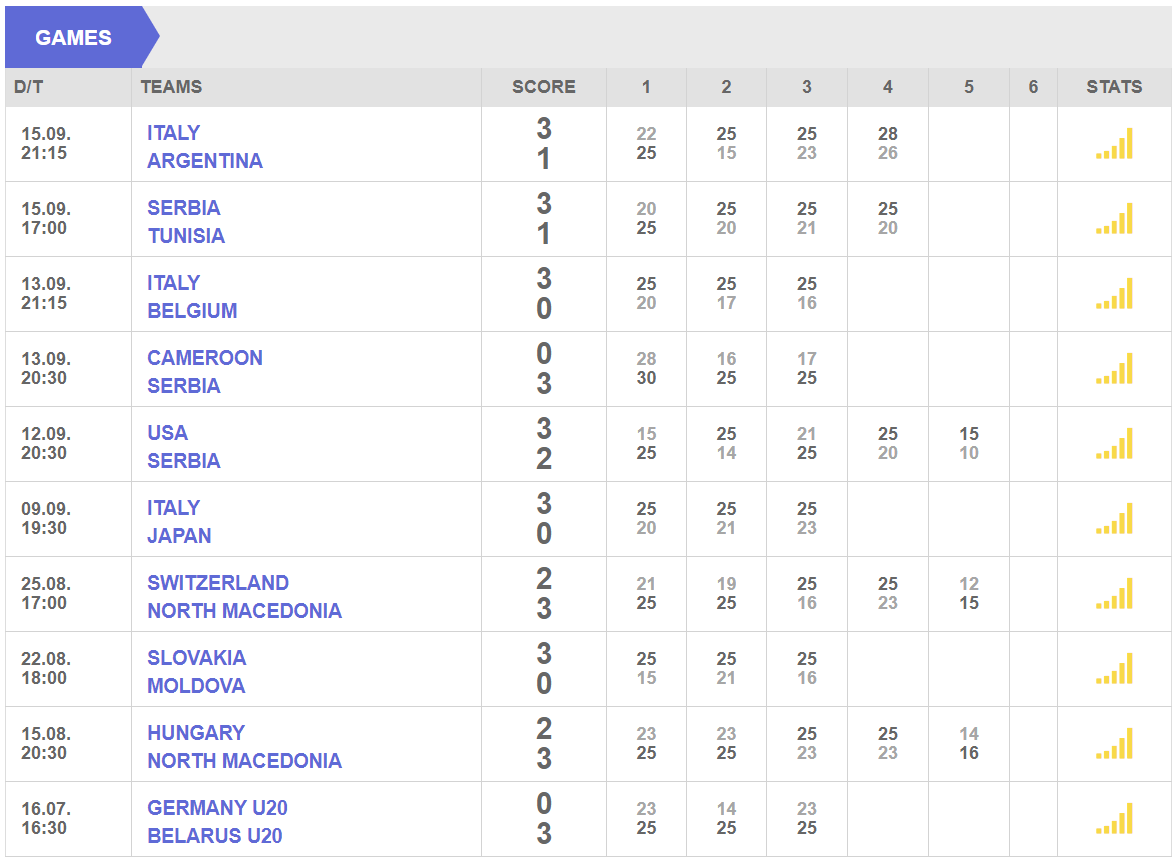 GAMES
D/T TEAMS SCORE 1 2 3 4 5 6 STATS
15.09. ITALY 3 22 25 25 28
21:15 ARGENTINA 1 25 15 23 26
15.09. SERBIA 3 20 25 25 25
17:00 TUNISIA 1 25 20 21 20
13.09. ITALY 3 25 25 25
21:15 BELGIUM 0 20 17 16
13.09. CAMEROON 0 28 16 17
20:30 SERBIA 3 30 25 25
12.09. USA 3 15 25 21 25 15
20:30 SERBIA 2 25 14 25 20 10
09.09. ITALY 3 25 25 25
19:30 JAPAN 0 20 21 23
25.08. SWITZERLAND 2 21 19 25 25 12
17:00 NORTH MACEDONIA 3 25 25 16 23 15
22.08. SLOVAKIA 3 25 25 25
18:00 MOLDOVA 0 15 21 16
15.08. HUNGARY 2 23 23 25 25 14
20:30 NORTH MACEDONIA 3 25 25 23 23 16
16.07. GERMANY U20 0 23 14 23
16:30 BELARUS U20 3 25 25 25